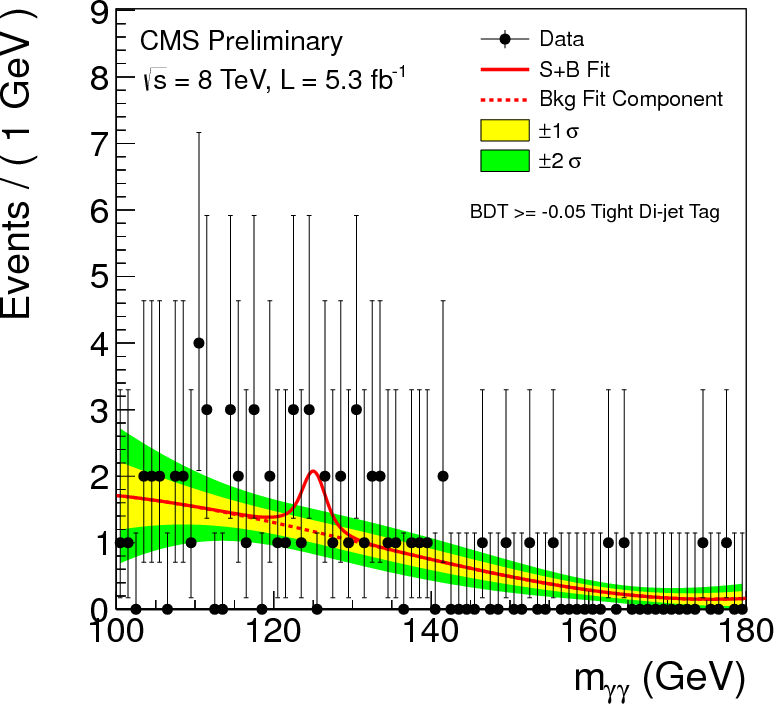 CMS Preliminary
√s = 8 TeV, L = 5.3 fb⁻¹
Data
S+B Fit
Bkg Fit Component
±1 σ
±2 σ
BDT >= -0.05 Tight Di-jet Tag
Events / ( 1 GeV )
9
8
7
6
5
4
3
2
1
0
100 120 140 160 180
mγγ (GeV)